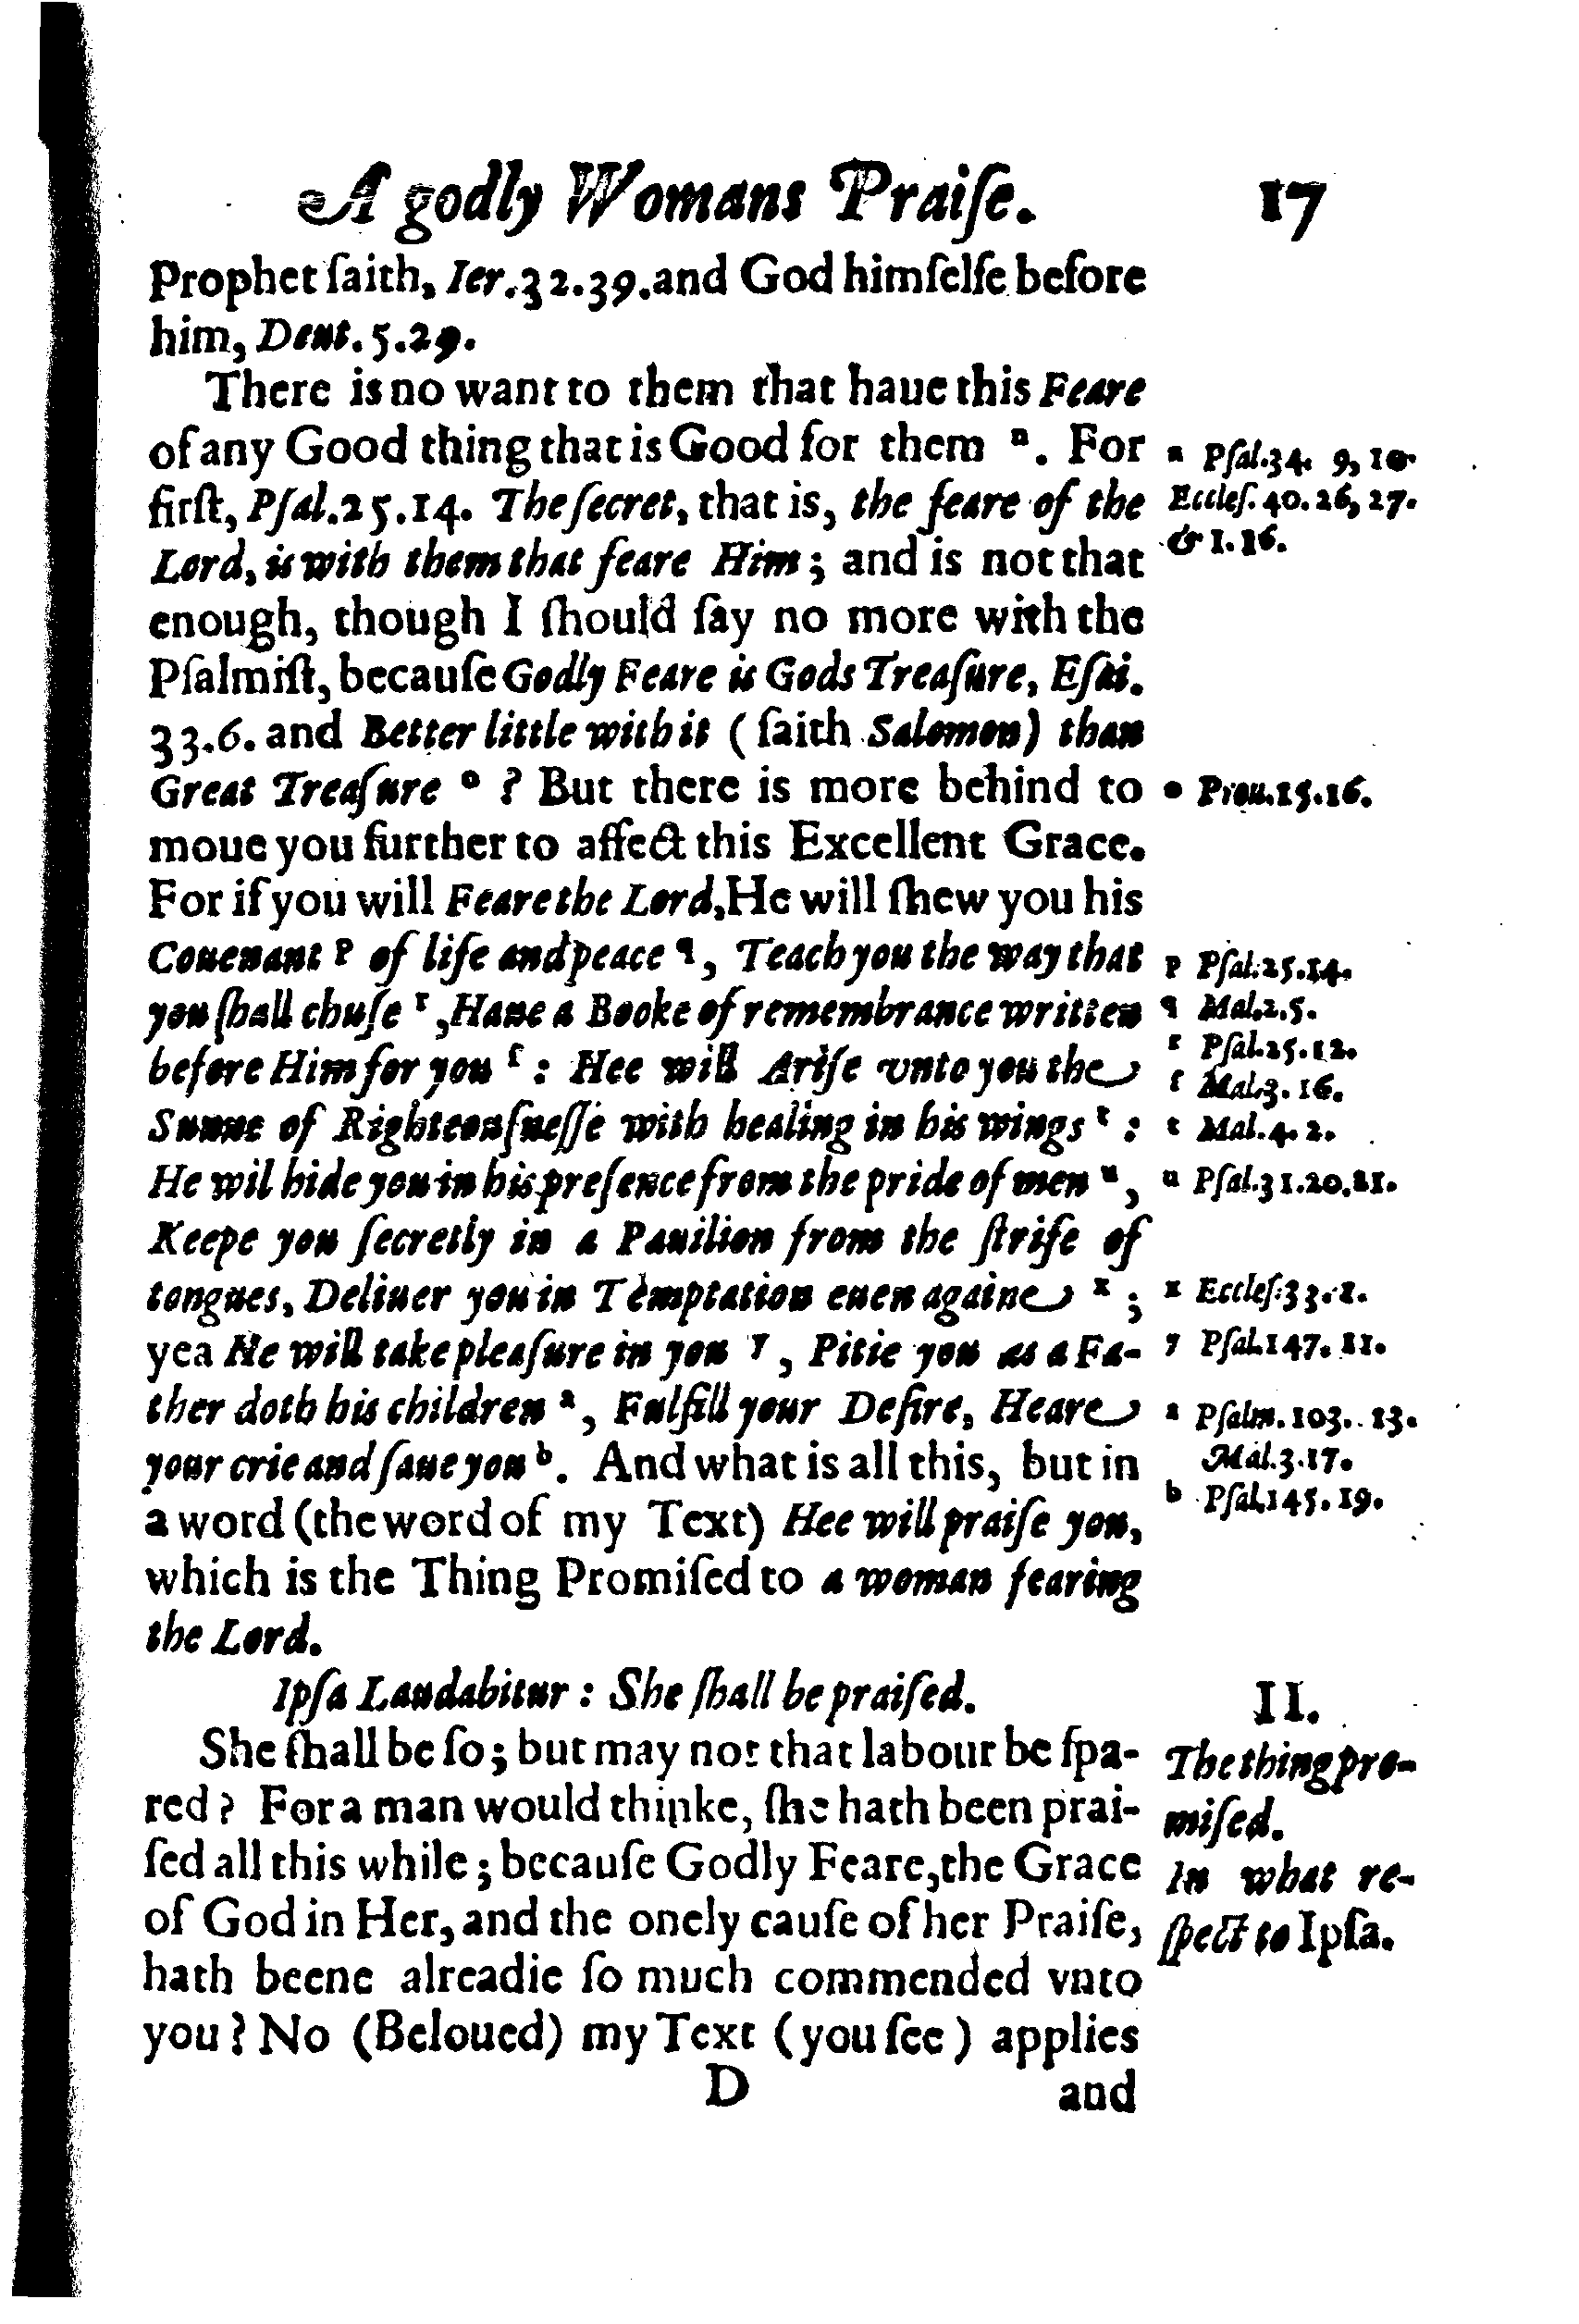 A godly Womans Praiſe. 17
Prophet ſaith, Ier.32.39.and God himſelfe before
him, Deut.5.29.
There is no want to them that haue this Feare
of any Good thing that is Good for them ⁿ. For
firſt, Pſal.25.14. The ſecret, that is, the feare of the
Lord, is with them that feare Him; and is not that
enough, though I ſhould ſay no more with the
Pſalmiſt, becauſe Godly Feare is Gods Treaſure, Eſai.
33.6. and Better little with it (ſaith Salomon) than
Great Treaſure ᵒ ? But there is more behind to
moue you further to affect this Excellent Grace.
For if you will Feare the Lord,He will ſhew you his
Couenant ᵖ of life and peace q, Teach you the way that
you ſhall chuſe ʳ,Haue a Booke of remembrance written
before Him for you ſ: Hee will Ariſe vnto you the
Sunne of Righteouſneſſe with healing in his wings ᵗ:
He wil hide you in his preſence from the pride of men ᵘ,
Keepe you ſecretly in a Pauilion from the ſtrife of
tongues, Deliuer you in Temptation euen againe ˣ;
yea He will take pleaſure in you ʸ, Pitie you as a Fa-
ther doth his children ᵃ, Fulfill your Deſire, Heare
your crie and ſaue you ᵇ. And what is all this, but in
a word (the word of my Text) Hee will praiſe you,
which is the Thing Promiſed to a woman fearing
the Lord.
Ipſa Laudabitur: She ſhall be praiſed.
She ſhall be ſo; but may not that labour be ſpa-
red? For a man would thinke, ſhe hath been prai-
ſed all this while; becauſe Godly Feare,the Grace
of God in Her, and the onely cauſe of her Praiſe,
hath beene alreadie ſo much commended vnto
you? No (Beloued) my Text (you ſee) applies
D and
ⁿ Pſal.34. 9, 10.
Eccleſ.40.26, 27.
& 1.16.
ᵒ Prou.15.16.
ᵖ Pſal.25.14.
q Mal.2.5.
ʳ Pſal.25.12.
ſ Mal.3.16.
ᵗ Mal.4.2.
ᵘ Pſal.31.20.21.
ˣ Eccleſ.33.1.
ʸ Pſal.147.11.
ᵃ Pſalm.103.13.
Mal.3.17.
ᵇ Pſal.145.19.
II.
The thing pro-
miſed.
In what re-
ſpect to Ipſa.